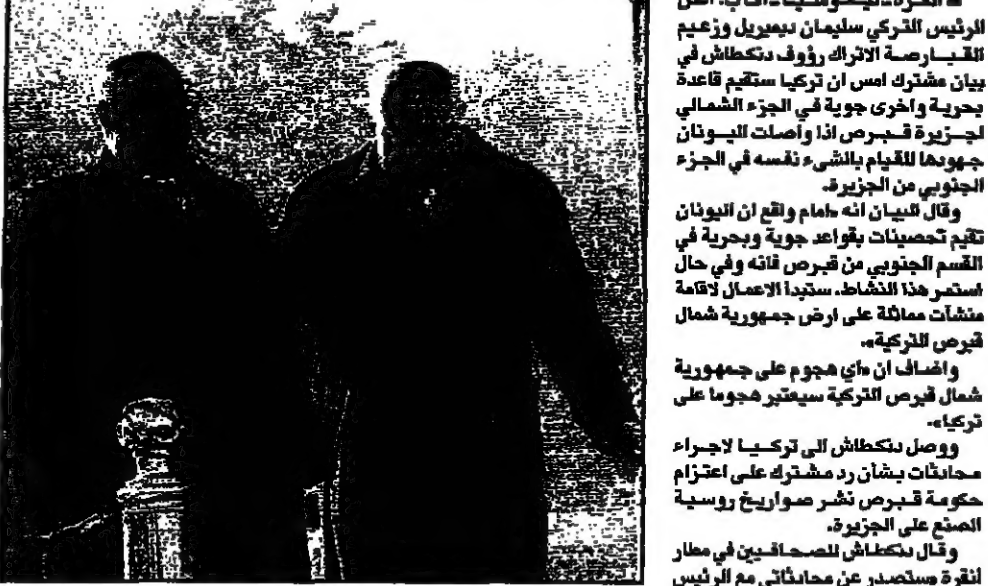 الرئيس التركي سليمان ديميريل وزعيم
القبارصة الاتراك رؤوف دنكطاش في
بيان مشترك امس ان تركيا ستقيم قاعدة
بحرية واخرى جوية في الجزء الشمالي
لجزيرة قبرص اذا واصلت اليونان
جهودها للقيام بالشيء نفسه في الجزء
الجنوبي من الجزيرة.
وقال البيان انه «امام واقع ان اليونان
تقيم تحصينات بقواعد جوية وبحرية في
القسم الجنوبي من قبرص فانه وفي حال
استمر هذا النشاط، ستبدأ الاعمال لاقامة
منشآت مماثلة على ارض جمهورية شمال
قبرص التركية».
واضاف ان «اي هجوم على جمهورية
شمال قبرص التركية سيعتبر هجوما على
تركيا».
ووصل دنكطاش الى تركيا لاجراء
محادثات بشأن رد مشترك على اعتزام
حكومة قبرص نشر صواريخ روسية
الصنع على الجزيرة.
وقال دنكطاش للصحافيين في مطار
أنقرة «ستصدر عن محادثاتي مع الرئيس